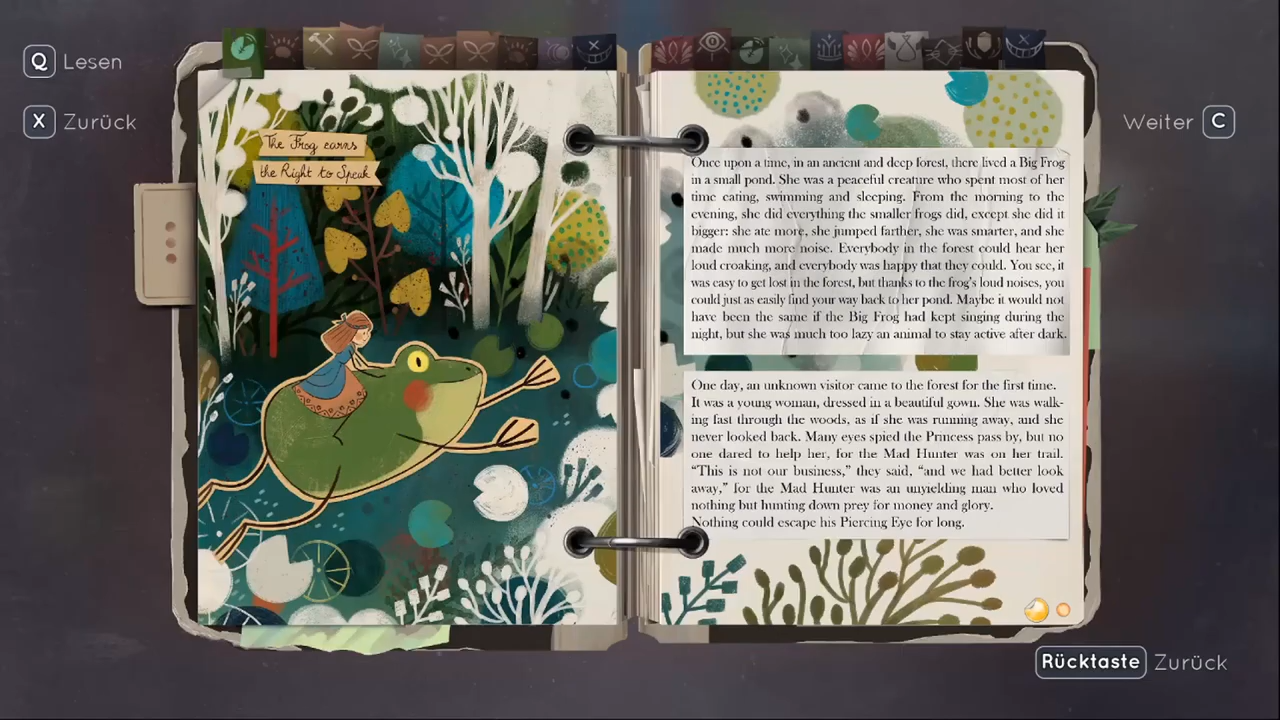 Q Lesen
X Zurück
Weiter C
The Frog earns
the Right to Speak
Once upon a time, in an ancient and deep forest, there lived a Big Frog
in a small pond. She was a peaceful creature who spent most of her
time eating, swimming and sleeping. From the morning to the
evening, she did everything the smaller frogs did, except she did it
bigger: she ate more, she jumped farther, she was smarter, and she
made much more noise. Everybody in the forest could hear her
loud croaking, and everybody was happy that they could. You see, it
was easy to get lost in the forest, but thanks to the frog's loud noises, you
could just as easily find your way back to her pond. Maybe it would not
have been the same if the Big Frog had kept singing during the
night, but she was much too lazy an animal to stay active after dark.
One day, an unknown visitor came to the forest for the first time.
It was a young woman, dressed in a beautiful gown. She was walk-
ing fast through the woods, as if she was running away, and she
never looked back. Many eyes spied the Princess pass by, but no
one dared to help her, for the Mad Hunter was on her trail.
“This is not our business,” they said, “and we had better look
away,” for the Mad Hunter was an unyielding man who loved
nothing but hunting down prey for money and glory.
Nothing could escape his Piercing Eye for long.
Rücktaste Zurück